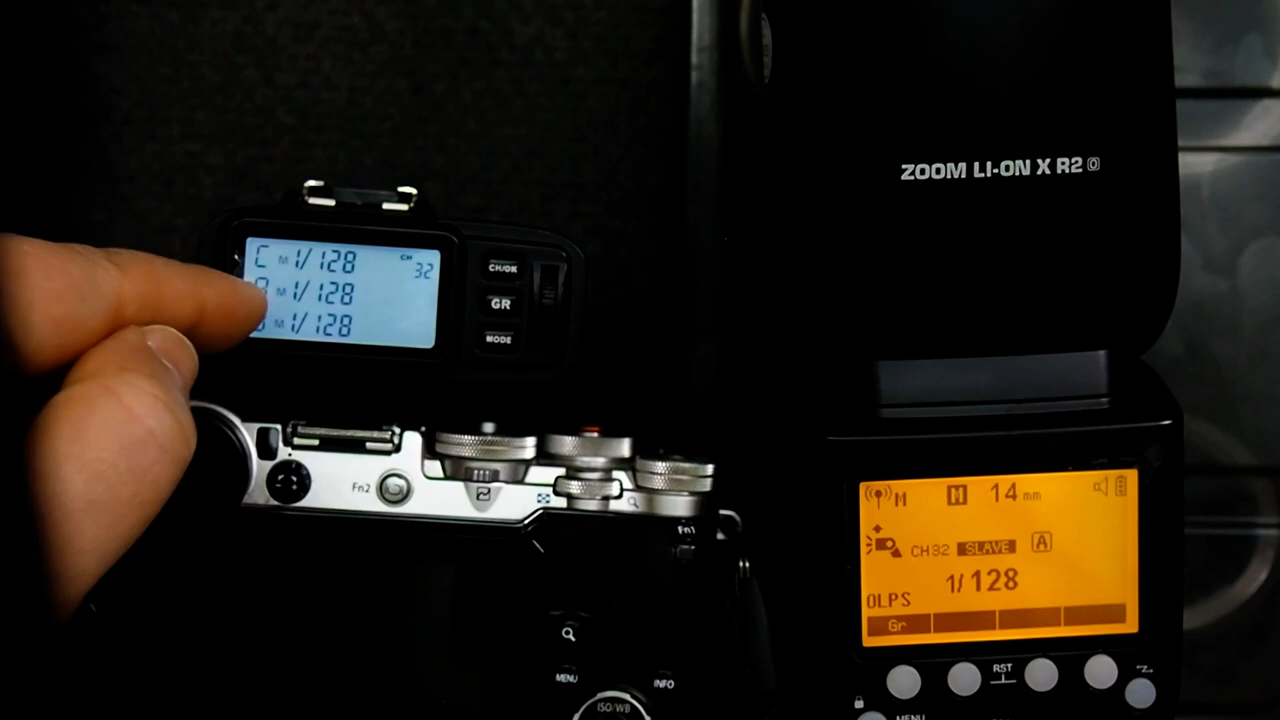 ZOOM LI-ON X R2 O
C M 1/128 CH 32
M 1/128
M 1/128
CH/OK
GR
MODE
Fn2
Fn1
MENU
INFO
ISO/WB
M M 14 mm
CH32 SLAVE A
1/128
OLPS
Gr
RST
MENU